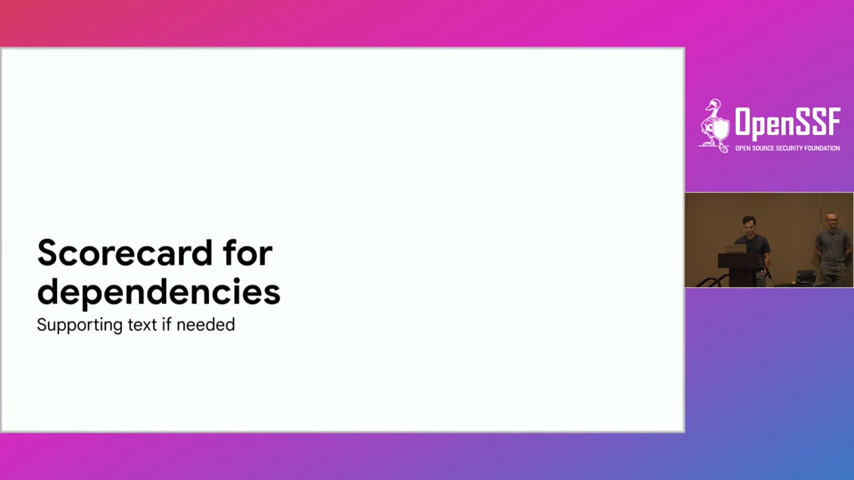 Scorecard for
dependencies
Supporting text if needed
OpenSSF
OPEN SOURCE SECURITY FOUNDATION